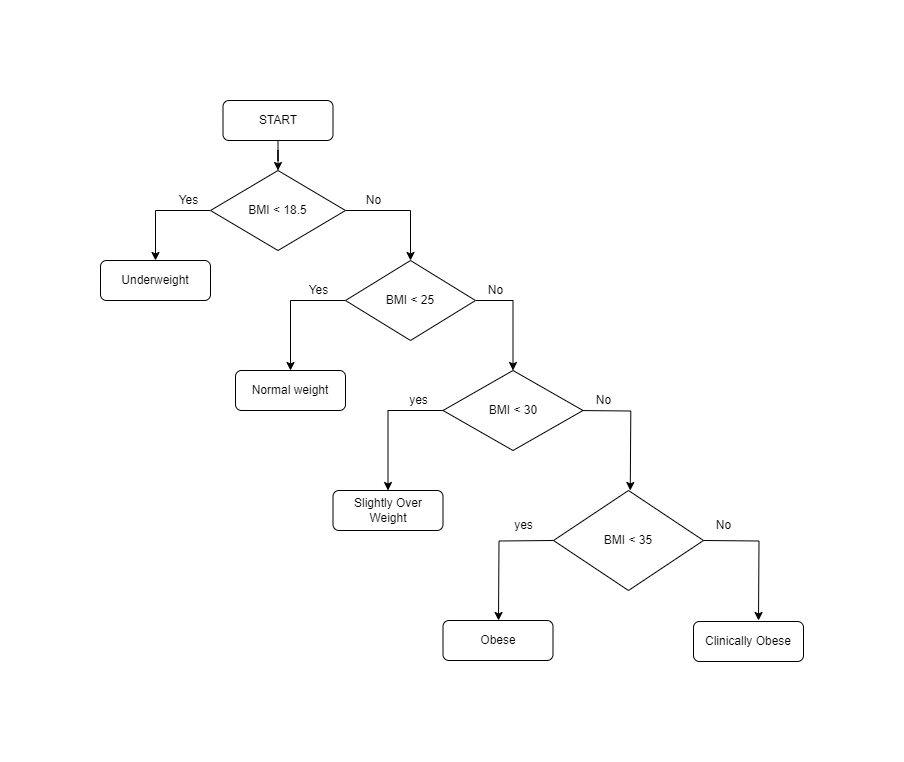 START
Yes
BMI < 18.5
No
Underweight
Yes
BMI < 25
No
Normal weight
yes
BMI < 30
No
Slightly Over
Weight
yes
BMI < 35
No
Obese
Clinically Obese